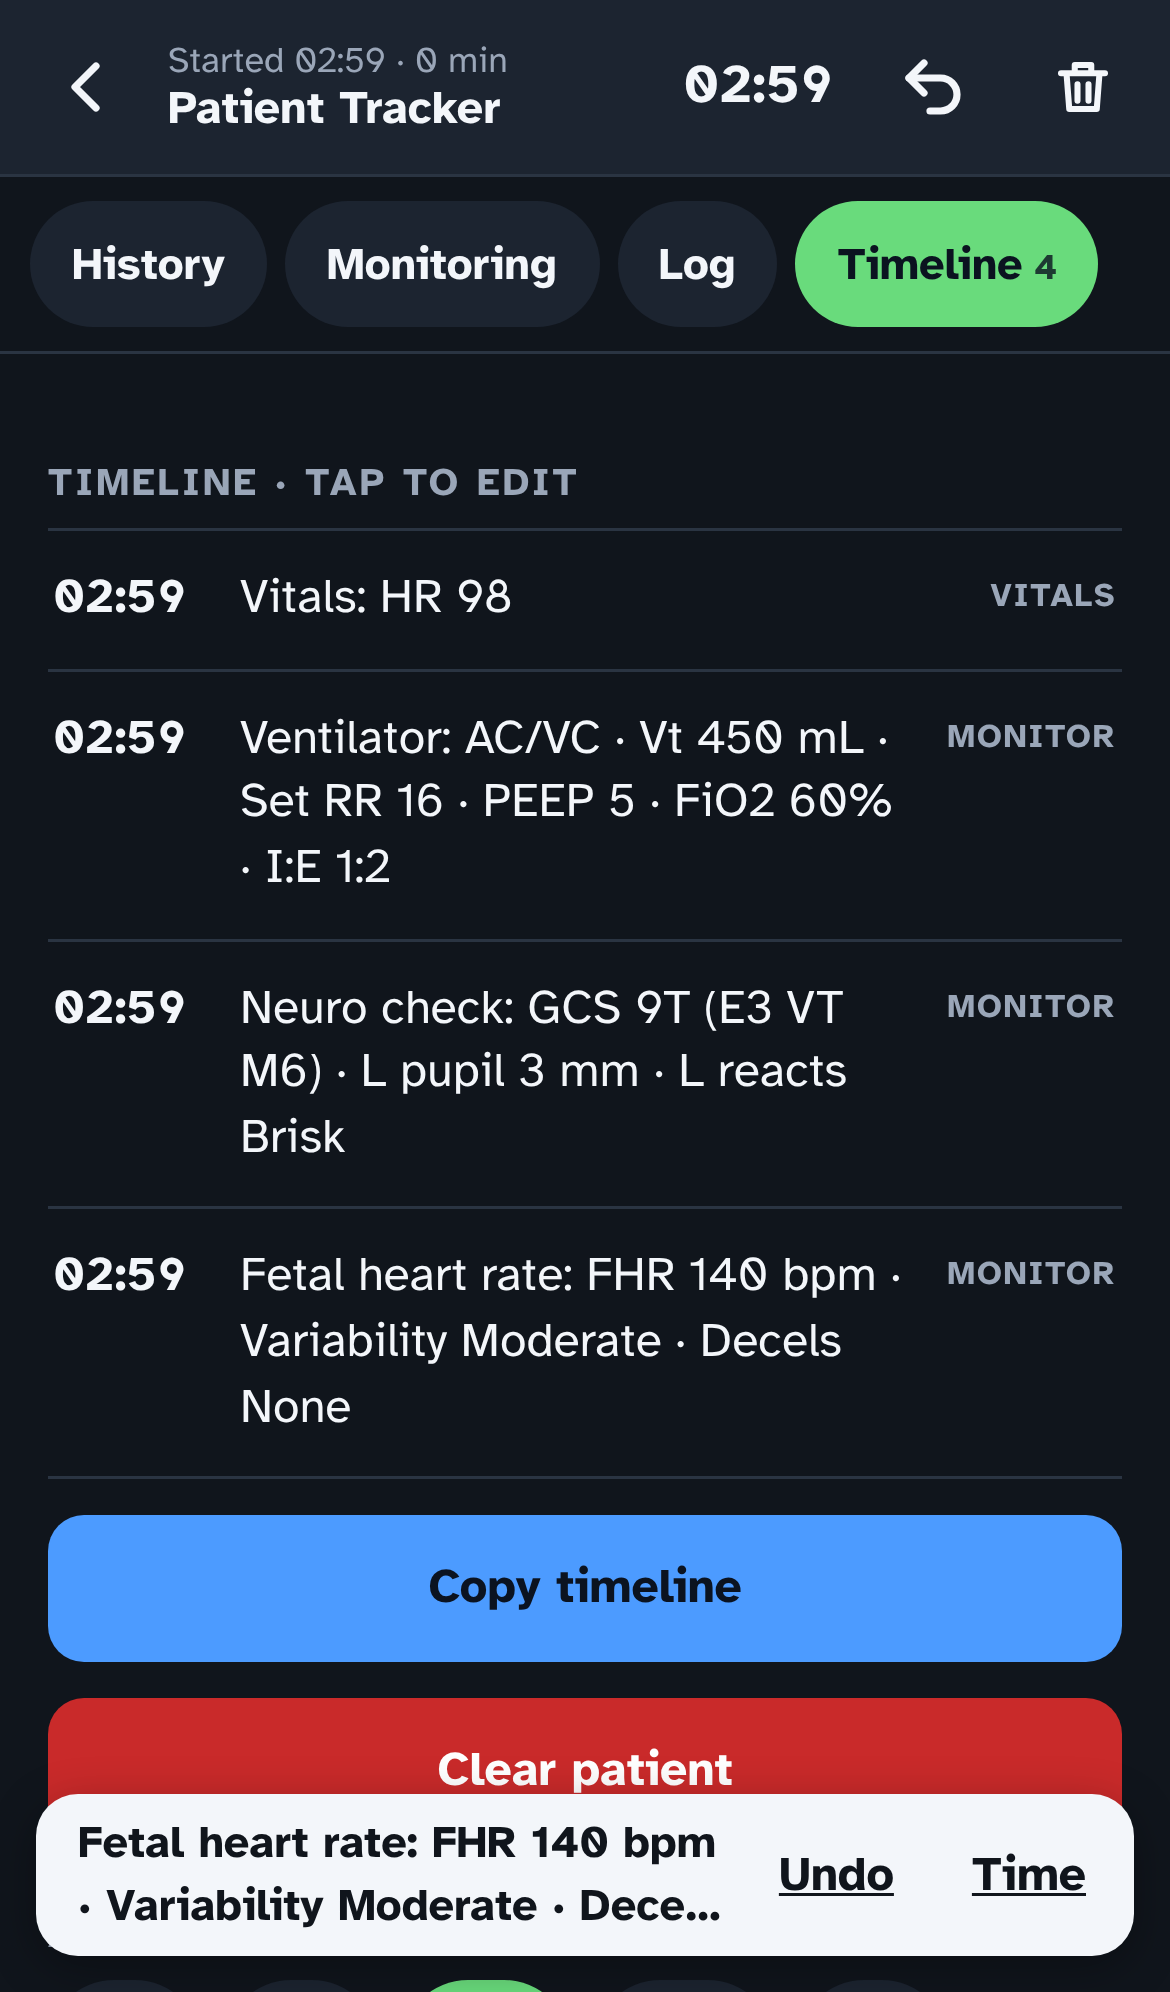 Started 02:59 · 0 min
Patient Tracker
02:59
History
Monitoring
Log
Timeline 4
TIMELINE · TAP TO EDIT
02:59
Vitals: HR 98
VITALS
02:59
Ventilator: AC/VC · Vt 450 mL ·
Set RR 16 · PEEP 5 · FiO2 60%
· I:E 1:2
MONITOR
02:59
Neuro check: GCS 9T (E3 VT
M6) · L pupil 3 mm · L reacts
Brisk
MONITOR
02:59
Fetal heart rate: FHR 140 bpm ·
Variability Moderate · Decels
None
MONITOR
Copy timeline
Clear patient
Fetal heart rate: FHR 140 bpm
· Variability Moderate · Dece...
Undo
Time